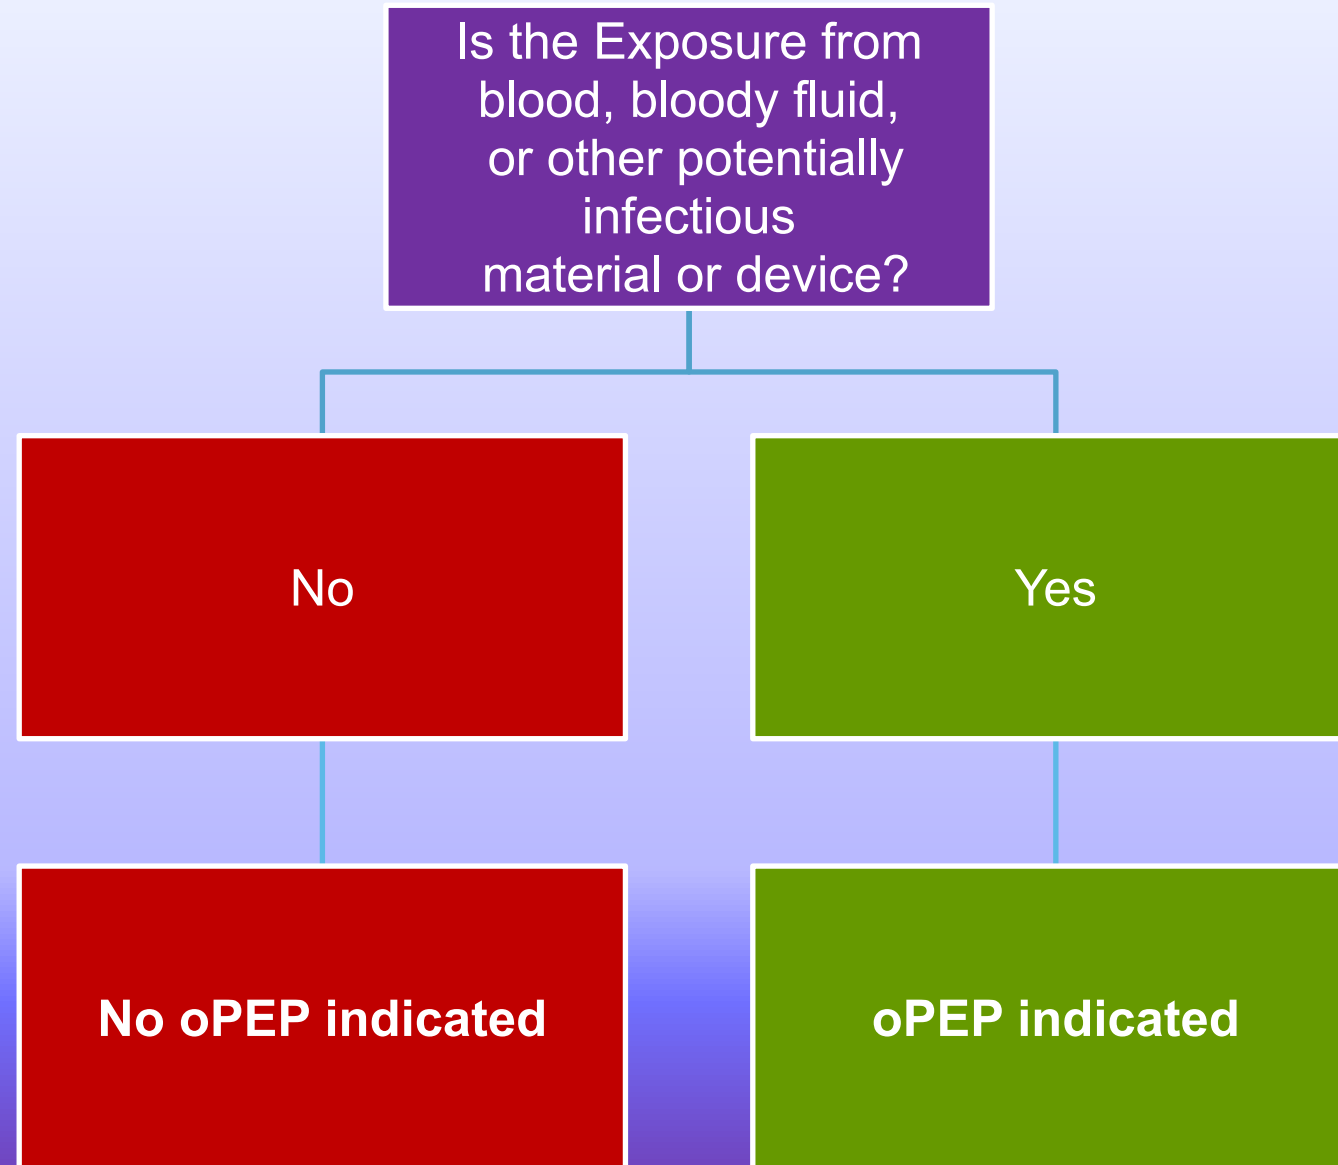 Is the Exposure from
blood, bloody fluid,
or other potentially
infectious
material or device?
No
Yes
No oPEP indicated
oPEP indicated